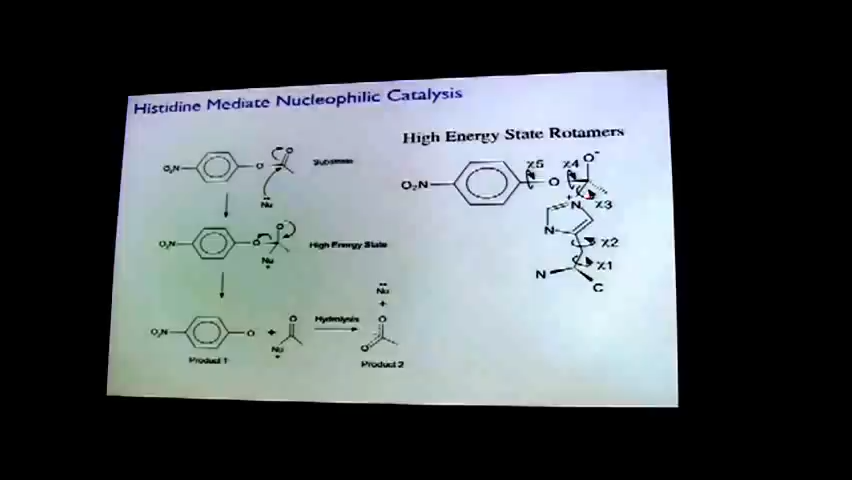 Histidine Mediate Nucleophilic Catalysis
High Energy State Rotamers
O₂N
O
O
Substrate
Nu
O₂N
O
O
High Energy State
Nu
+
O₂N
O
+
O
Nu
+
Product 1
Hydrolysis
Nu
+
O
O
Product 2
O₂N
χ5
O
χ4
O⁻
+
N
χ3
N
χ2
χ1
N
C